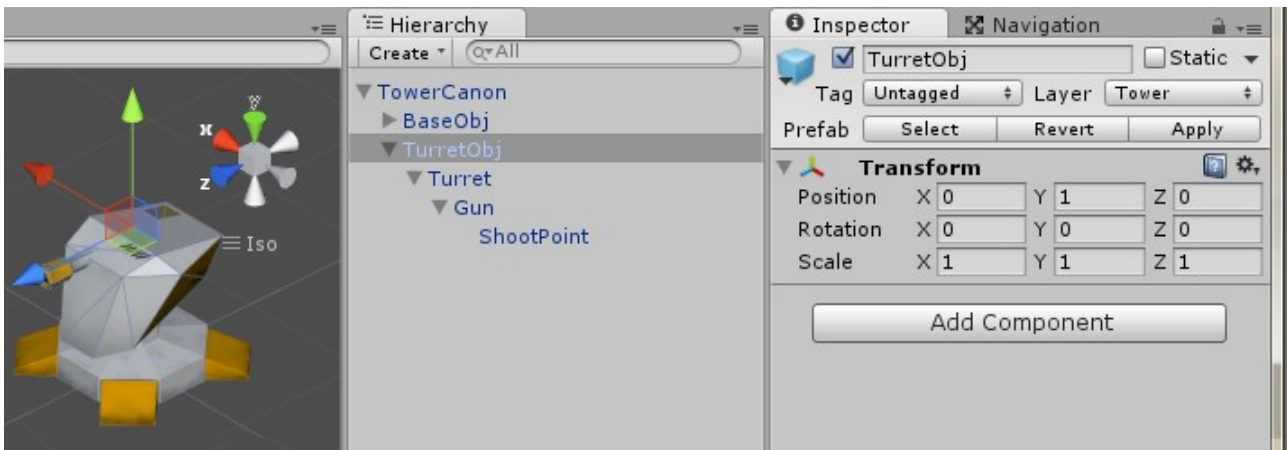 Hierarchy
Create
All
TowerCanon
BaseObj
TurretObj
Turret
Gun
ShootPoint
Y
X
Z
Iso
Inspector Navigation
TurretObj Static
Tag Untagged Layer Tower
Prefab Select Revert Apply
Transform
Position X 0 Y 1 Z 0
Rotation X 0 Y 0 Z 0
Scale X 1 Y 1 Z 1
Add Component